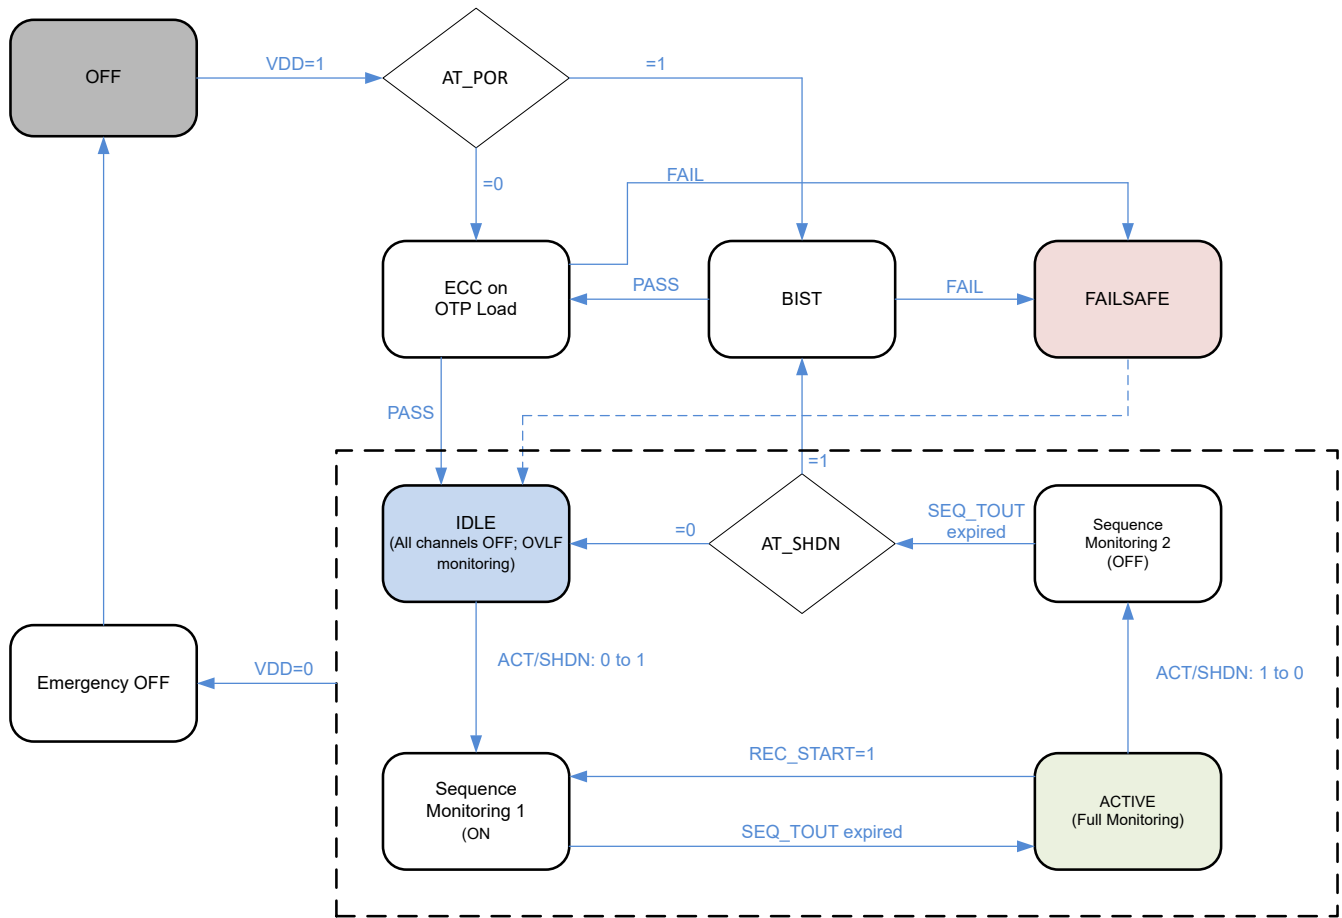 OFF
VDD=1
AT_POR
=1
=0
FAIL
ECC on
OTP Load
PASS
BIST
FAIL
FAILSAFE
PASS
=1
IDLE
(All channels OFF; OVLF
monitoring)
=0
AT_SHDN
SEQ_TOUT
expired
Sequence
Monitoring 2
(OFF)
Emergency OFF
VDD=0
ACT/SHDN: 0 to 1
ACT/SHDN: 1 to 0
Sequence
Monitoring 1
(ON
REC_START=1
SEQ_TOUT expired
ACTIVE
(Full Monitoring)